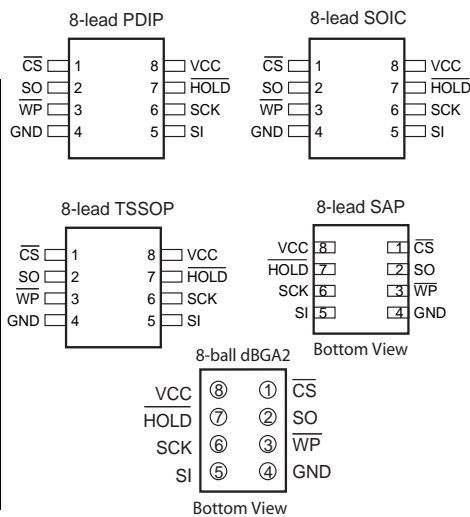 8-lead PDIP
CS 1 8 VCC
SO 2 7 HOLD
WP 3 6 SCK
GND 4 5 SI
8-lead SOIC
CS 1 8 VCC
SO 2 7 HOLD
WP 3 6 SCK
GND 4 5 SI
8-lead TSSOP
CS 1 8 VCC
SO 2 7 HOLD
WP 3 6 SCK
GND 4 5 SI
8-lead SAP
VCC 8 1 CS
HOLD 7 2 SO
SCK 6 3 WP
SI 5 4 GND
Bottom View
8-ball dBGA2
VCC 8 1 CS
HOLD 7 2 SO
SCK 6 3 WP
SI 5 4 GND
Bottom View